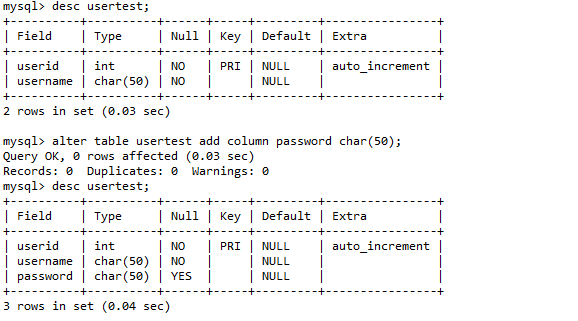 mysql> desc usertest;
+----------+----------+------+-----+---------+----------------+
| Field    | Type     | Null | Key | Default | Extra          |
+----------+----------+------+-----+---------+----------------+
| userid   | int      | NO   | PRI | NULL    | auto_increment |
| username | char(50) | NO   |     | NULL    |                |
+----------+----------+------+-----+---------+----------------+
2 rows in set (0.03 sec)

mysql> alter table usertest add column password char(50);
Query OK, 0 rows affected (0.03 sec)
Records: 0  Duplicates: 0  Warnings: 0
mysql> desc usertest;
+----------+----------+------+-----+---------+----------------+
| Field    | Type     | Null | Key | Default | Extra          |
+----------+----------+------+-----+---------+----------------+
| userid   | int      | NO   | PRI | NULL    | auto_increment |
| username | char(50) | NO   |     | NULL    |                |
| password | char(50) | YES  |     | NULL    |                |
+----------+----------+------+-----+---------+----------------+
3 rows in set (0.04 sec)